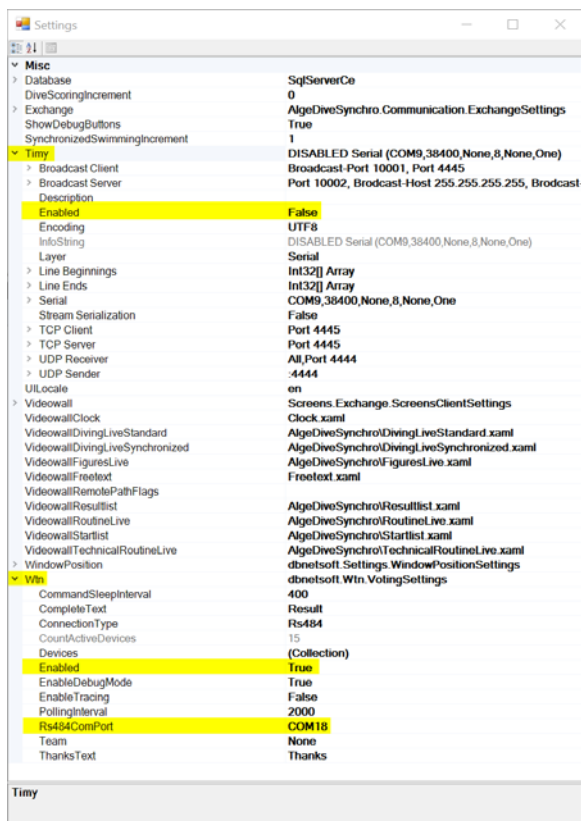 Settings
Misc
Database SqlServerCe
DiveScoringIncrement 0
Exchange AlgeDiveSynchro.Communication.ExchangeSettings
ShowDebugButtons True
SynchronizedSwimmingIncrement 1
Timy DISABLED Serial (COM9,38400,None,8,None,One)
Broadcast Client Broadcast-Port 10001, Port 4445
Broadcast Server Port 10002, Brodcast-Host 255.255.255.255, Brodcast-
Description
Enabled False
Encoding UTF8
InfoString DISABLED Serial (COM9,38400,None,8,None,One)
Layer Serial
Line Beginnings Int32[] Array
Line Ends Int32[] Array
Serial COM9,38400,None,8,None,One
Stream Serialization False
TCP Client Port 4445
TCP Server Port 4445
UDP Receiver All,Port 4444
UDP Sender :4444
UILocale en
Videowall Screens.Exchange.ScreensClientSettings
VideowallClock Clock.xaml
VideowallDivingLiveStandard AlgeDiveSynchro\DivingLiveStandard.xaml
VideowallDivingLiveSynchronized AlgeDiveSynchro\DivingLiveSynchronized.xaml
VideowallFiguresLive AlgeDiveSynchro\FiguresLive.xaml
VideowallFreetext Freetext.xaml
VideowallRemotePathFlags
VideowallResultlist AlgeDiveSynchro\Resultlist.xaml
VideowallRoutineLive AlgeDiveSynchro\RoutineLive.xaml
VideowallStartlist AlgeDiveSynchro\Startlist.xaml
VideowallTechnicalRoutineLive AlgeDiveSynchro\TechnicalRoutineLive.xaml
WindowPosition dbnetsoft.Settings.WindowPositionSettings
Wtn dbnetsoft.Wtn.VotingSettings
CommandSleepInterval 400
CompleteText Result
ConnectionType Rs484
CountActiveDevices 15
Devices (Collection)
Enabled True
EnableDebugMode True
EnableTracing False
PollingInterval 2000
Rs484ComPort COM18
Team None
ThanksText Thanks
Timy